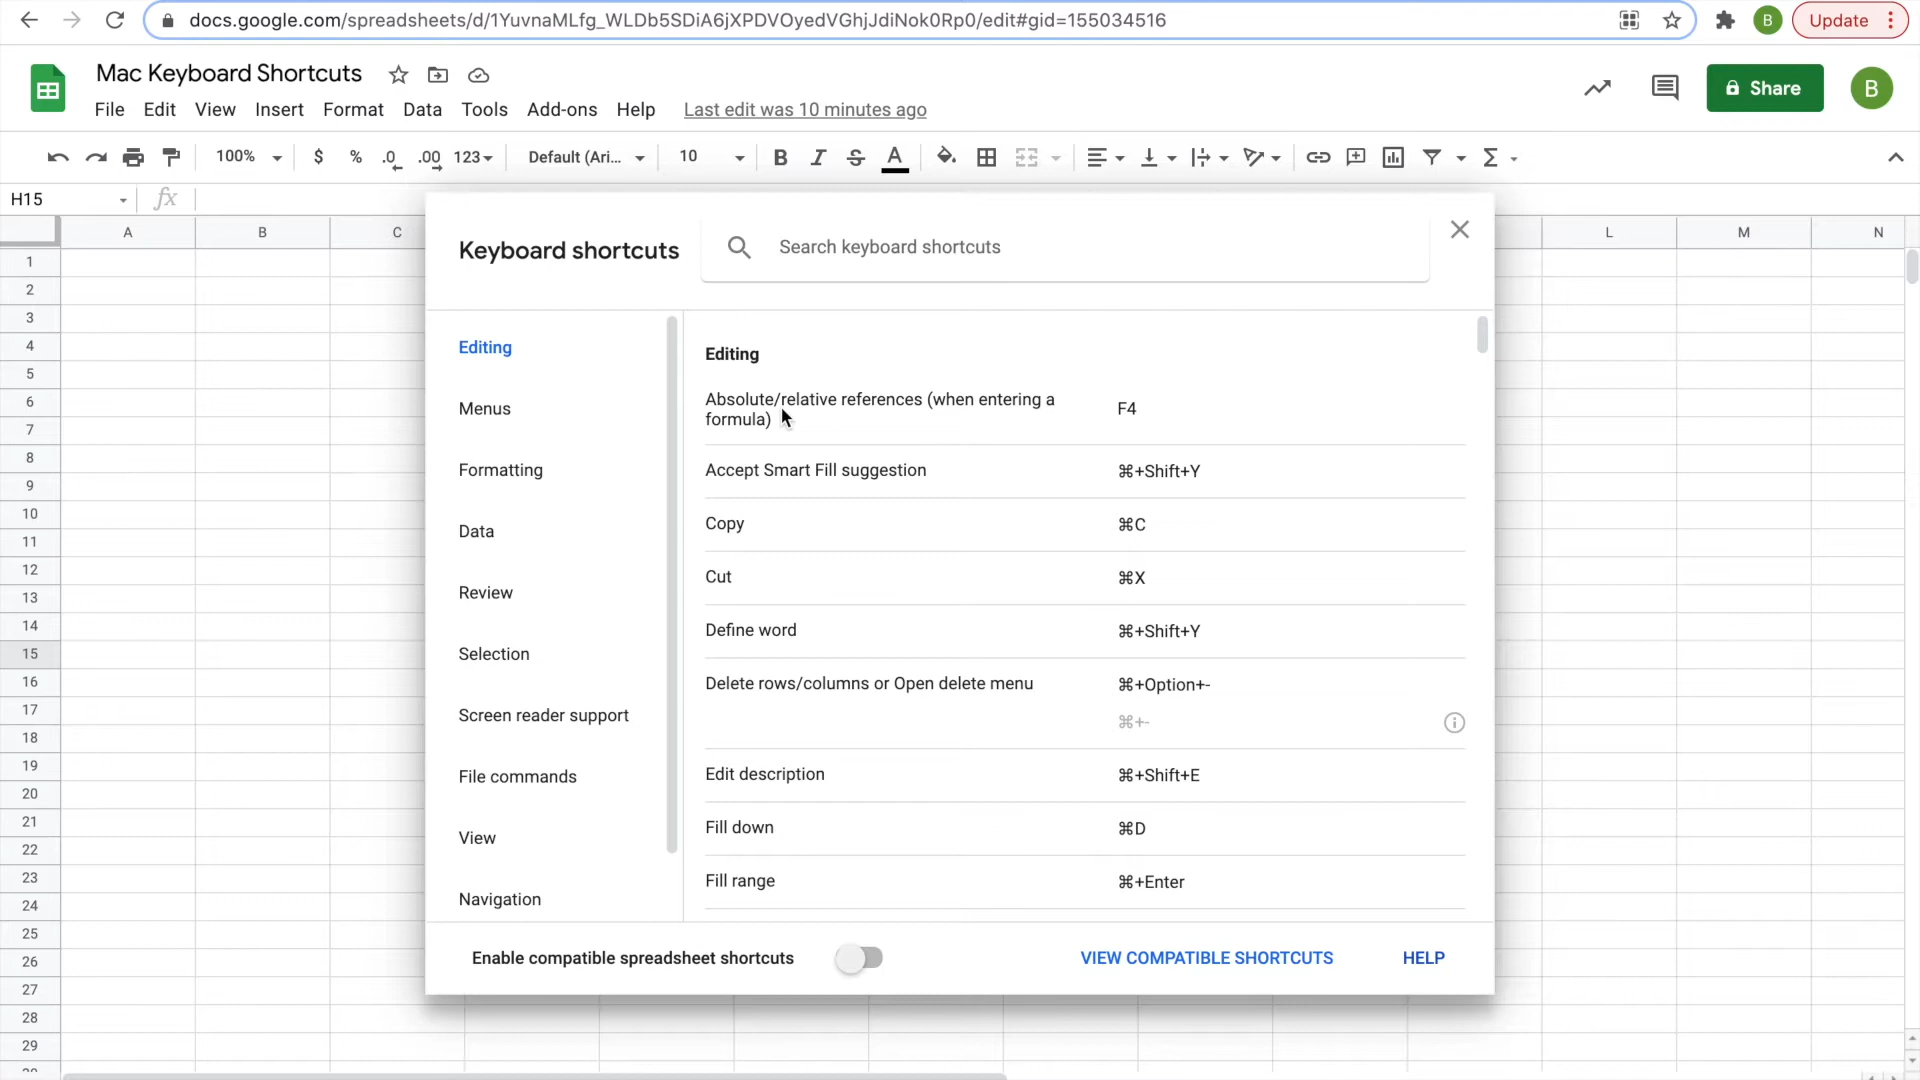 docs.google.com/spreadsheets/d/1YuvnaMLfg_WLDb5SDiA6jXPDVOyedVGhjJdiNok0Rp0/edit#gid=155034516
B
Update
Mac Keyboard Shortcuts
File Edit View Insert Format Data Tools Add-ons Help Last edit was 10 minutes ago
Share
B
100% $ % .0 .00 123 Default (Ari... 10 B I S A Σ
H15 fx
A B C L M N
Keyboard shortcuts
Search keyboard shortcuts
1
2
3
4
5
6
7
8
9
10
11
12
13
14
15
16
17
18
19
20
21
22
23
24
25
26
27
28
29
Editing
Menus
Formatting
Data
Review
Selection
Screen reader support
File commands
View
Navigation
Editing
Absolute/relative references (when entering a
formula) F4
Accept Smart Fill suggestion ⌘+Shift+Y
Copy ⌘C
Cut ⌘X
Define word ⌘+Shift+Y
Delete rows/columns or Open delete menu ⌘+Option+-
⌘+-
Edit description ⌘+Shift+E
Fill down ⌘D
Fill range ⌘+Enter
Enable compatible spreadsheet shortcuts VIEW COMPATIBLE SHORTCUTS HELP